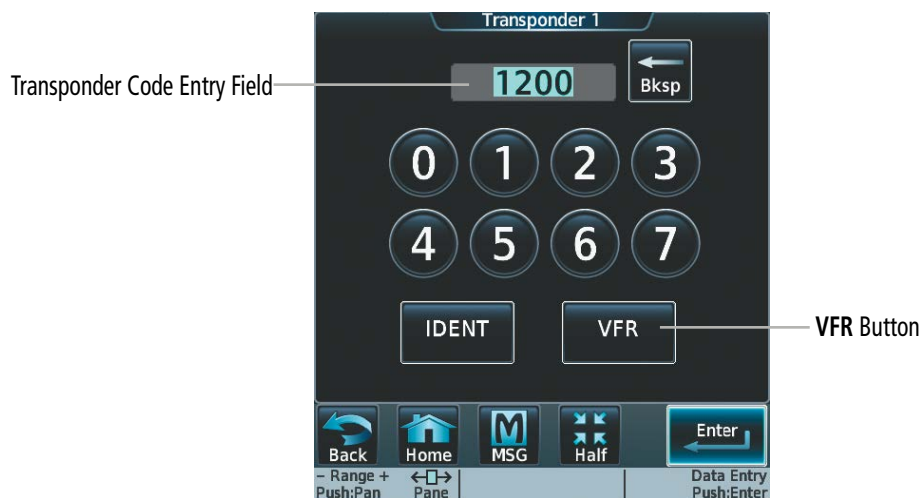 Transponder 1
Transponder Code Entry Field
1200
Bksp
0 1 2 3
4 5 6 7
IDENT VFR
VFR Button
Back Home MSG Half Enter
- Range + Pane Data Entry
Push:Pan Push:Enter